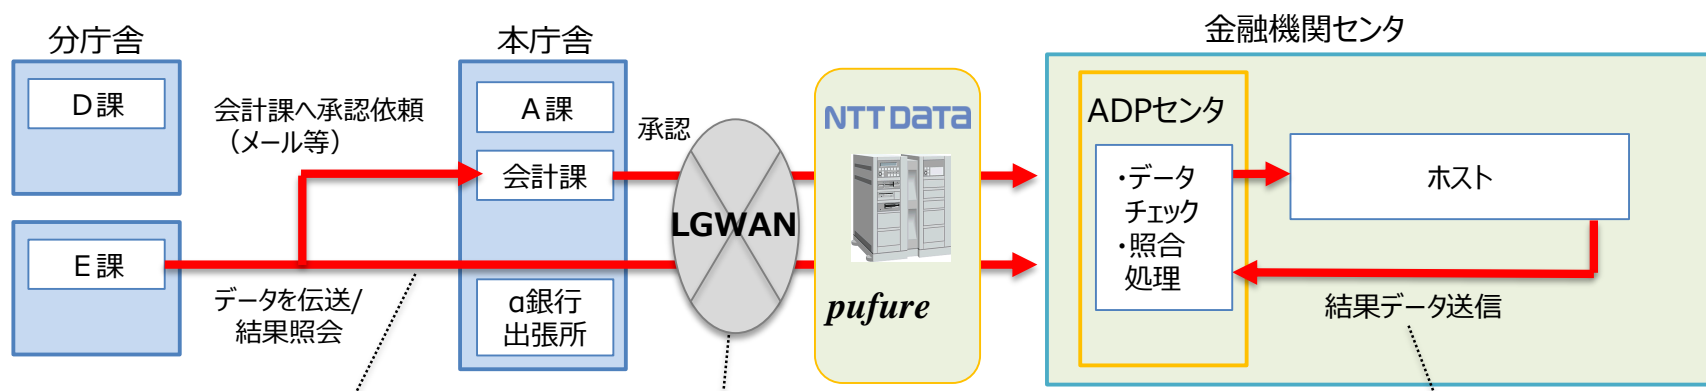 分庁舎
D課
E課
会計課へ承認依頼
（メール等）
データを伝送/
結果照会
本庁舎
A課
会計課
α銀行
出張所
承認
LGWAN
NTT DATA
pufure
金融機関センタ
ADPセンタ
・データ
チェック
・照合
処理
ホスト
結果データ送信